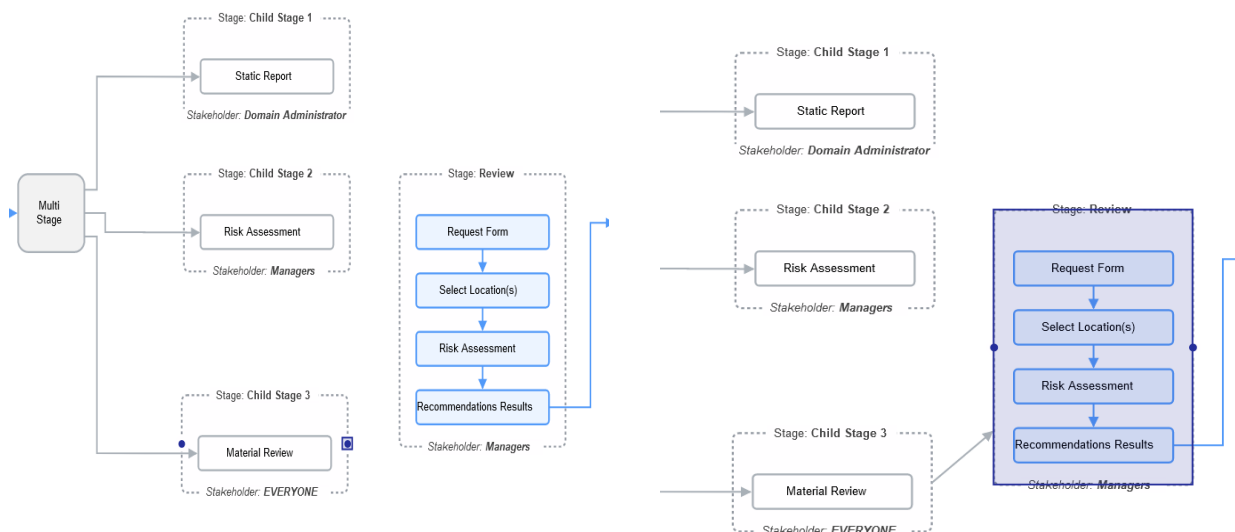 Stage: Child Stage 1
Static Report
Stakeholder: Domain Administrator
Multi
Stage
Stage: Child Stage 2
Risk Assessment
Stakeholder: Managers
Stage: Child Stage 3
Material Review
Stakeholder: EVERYONE
Stage: Review
Request Form
Select Location(s)
Risk Assessment
Recommendations Results
Stakeholder: Managers
Stage: Child Stage 1
Static Report
Stakeholder: Domain Administrator
Stage: Child Stage 2
Risk Assessment
Stakeholder: Managers
Stage: Child Stage 3
Material Review
Stakeholder: EVERYONE
Stage: Review
Request Form
Select Location(s)
Risk Assessment
Recommendations Results
Stakeholder: Managers